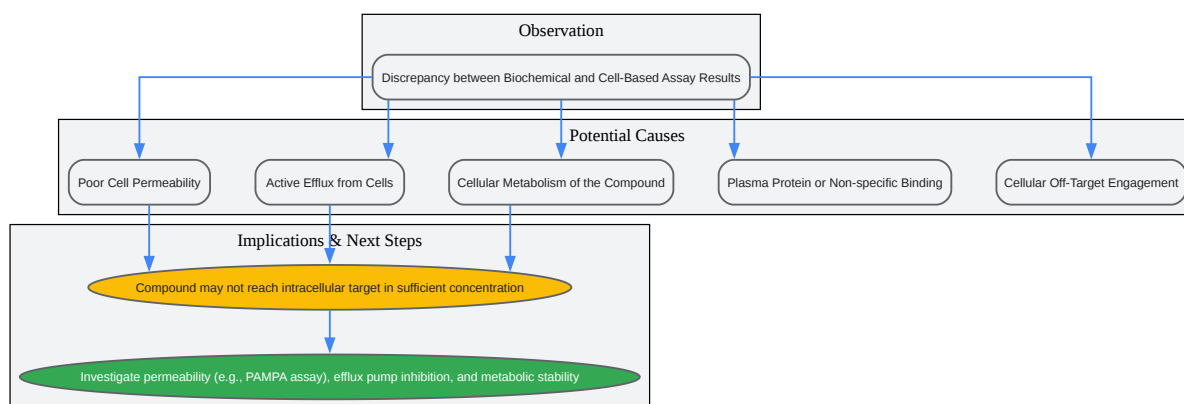 Observation
Discrepancy between Biochemical and Cell-Based Assay Results
Potential Causes
Poor Cell Permeability
Active Efflux from Cells
Cellular Metabolism of the Compound
Plasma Protein or Non-specific Binding
Cellular Off-Target Engagement
Implications & Next Steps
Compound may not reach intracellular target in sufficient concentration
Investigate permeability (e.g., PAMPA assay), efflux pump inhibition, and metabolic stability